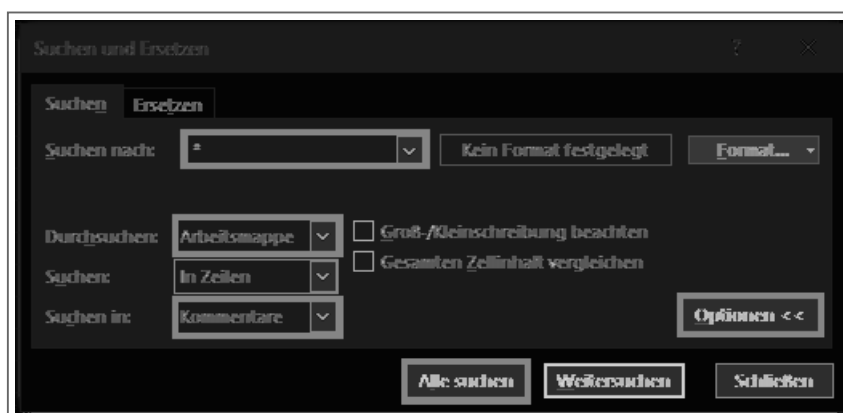 Suchen und Ersetzen ?
Suchen Ersetzen
Suchen nach: * Kein Format festgelegt Format...
Durchsuchen: Arbeitsmappe Groß-/Kleinschreibung beachten
Suchen: In Zeilen Gesamten Zellinhalt vergleichen
Suchen in: Kommentare Optionen <<
Alle suchen Weitersuchen Schließen